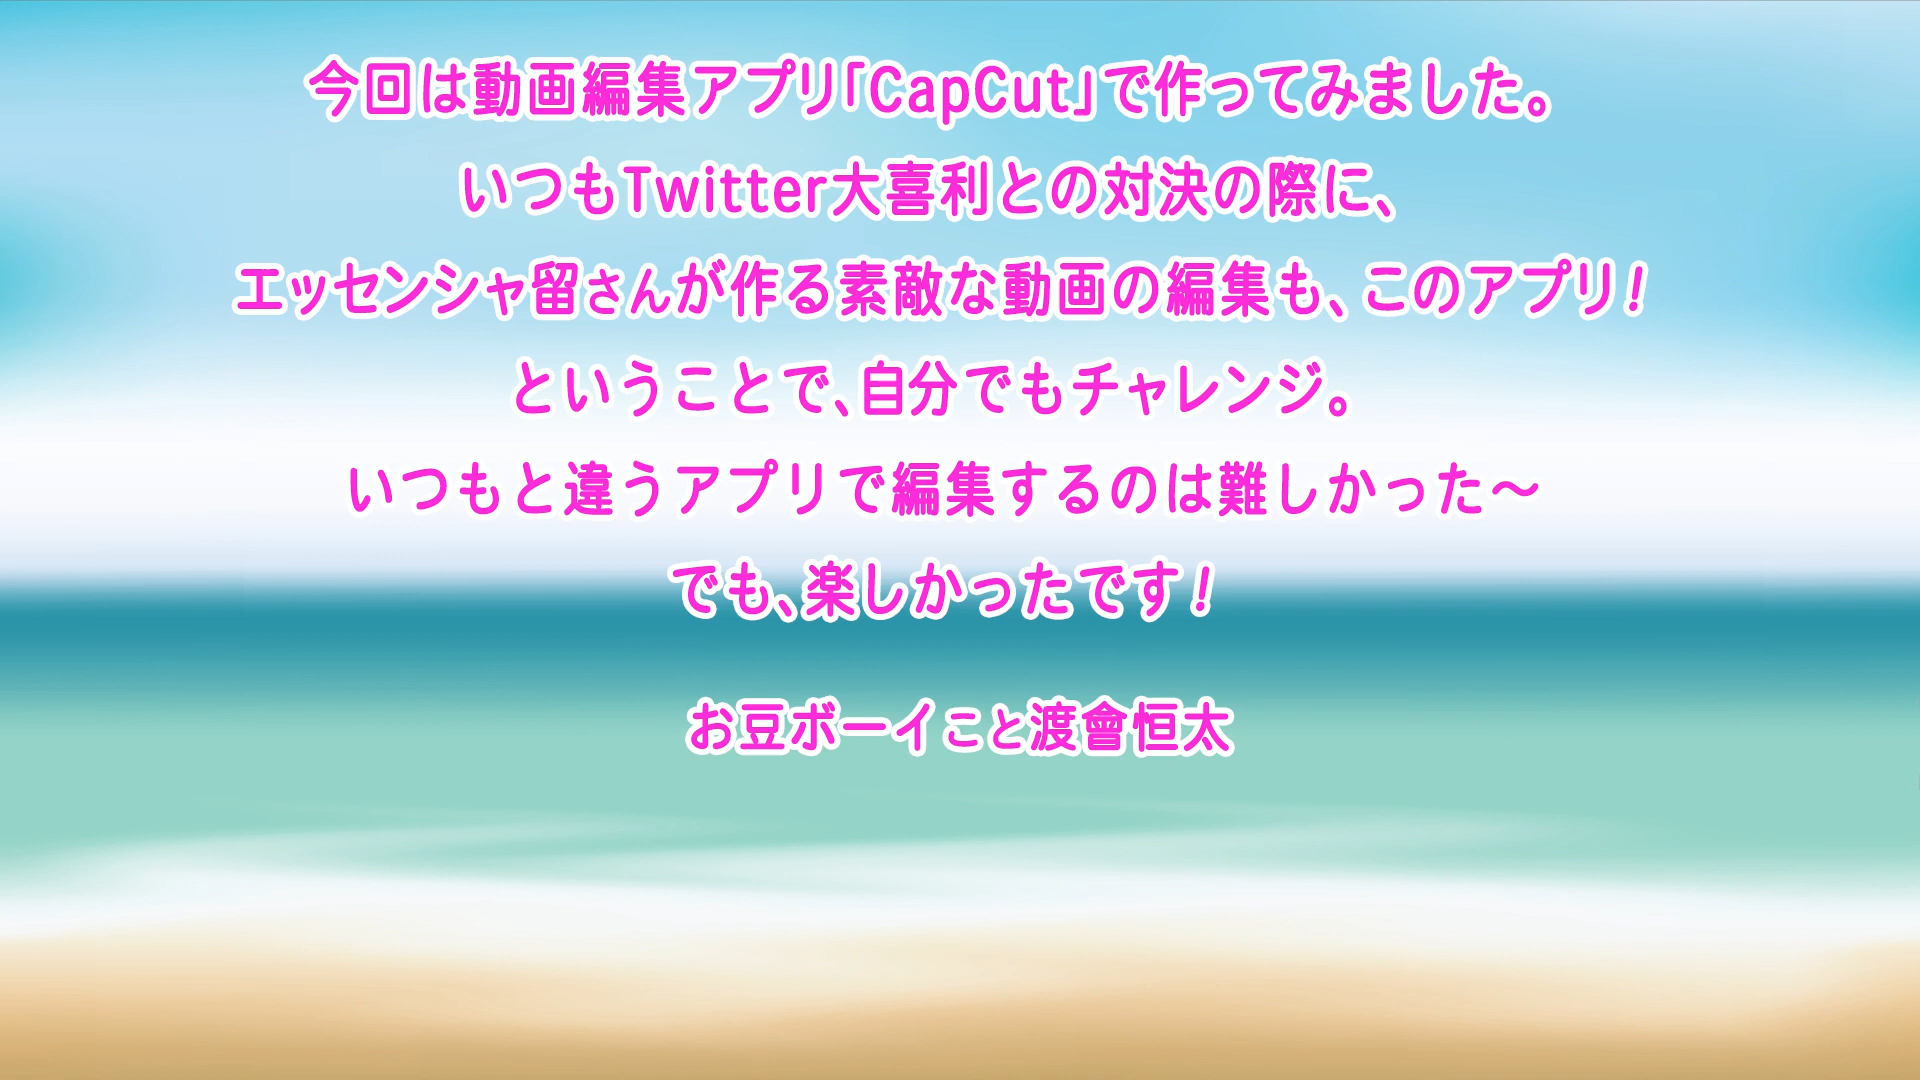 今回は動画編集アプリ「CapCut」で作ってみました。
いつもTwitter大喜利との対決の際に、
エッセンシャ留さんが作る素敵な動画の編集も、このアプリ！
ということで、自分でもチャレンジ。
いつもと違うアプリで編集するのは難しかった～
でも、楽しかったです！
お豆ボーイこと渡會恒太